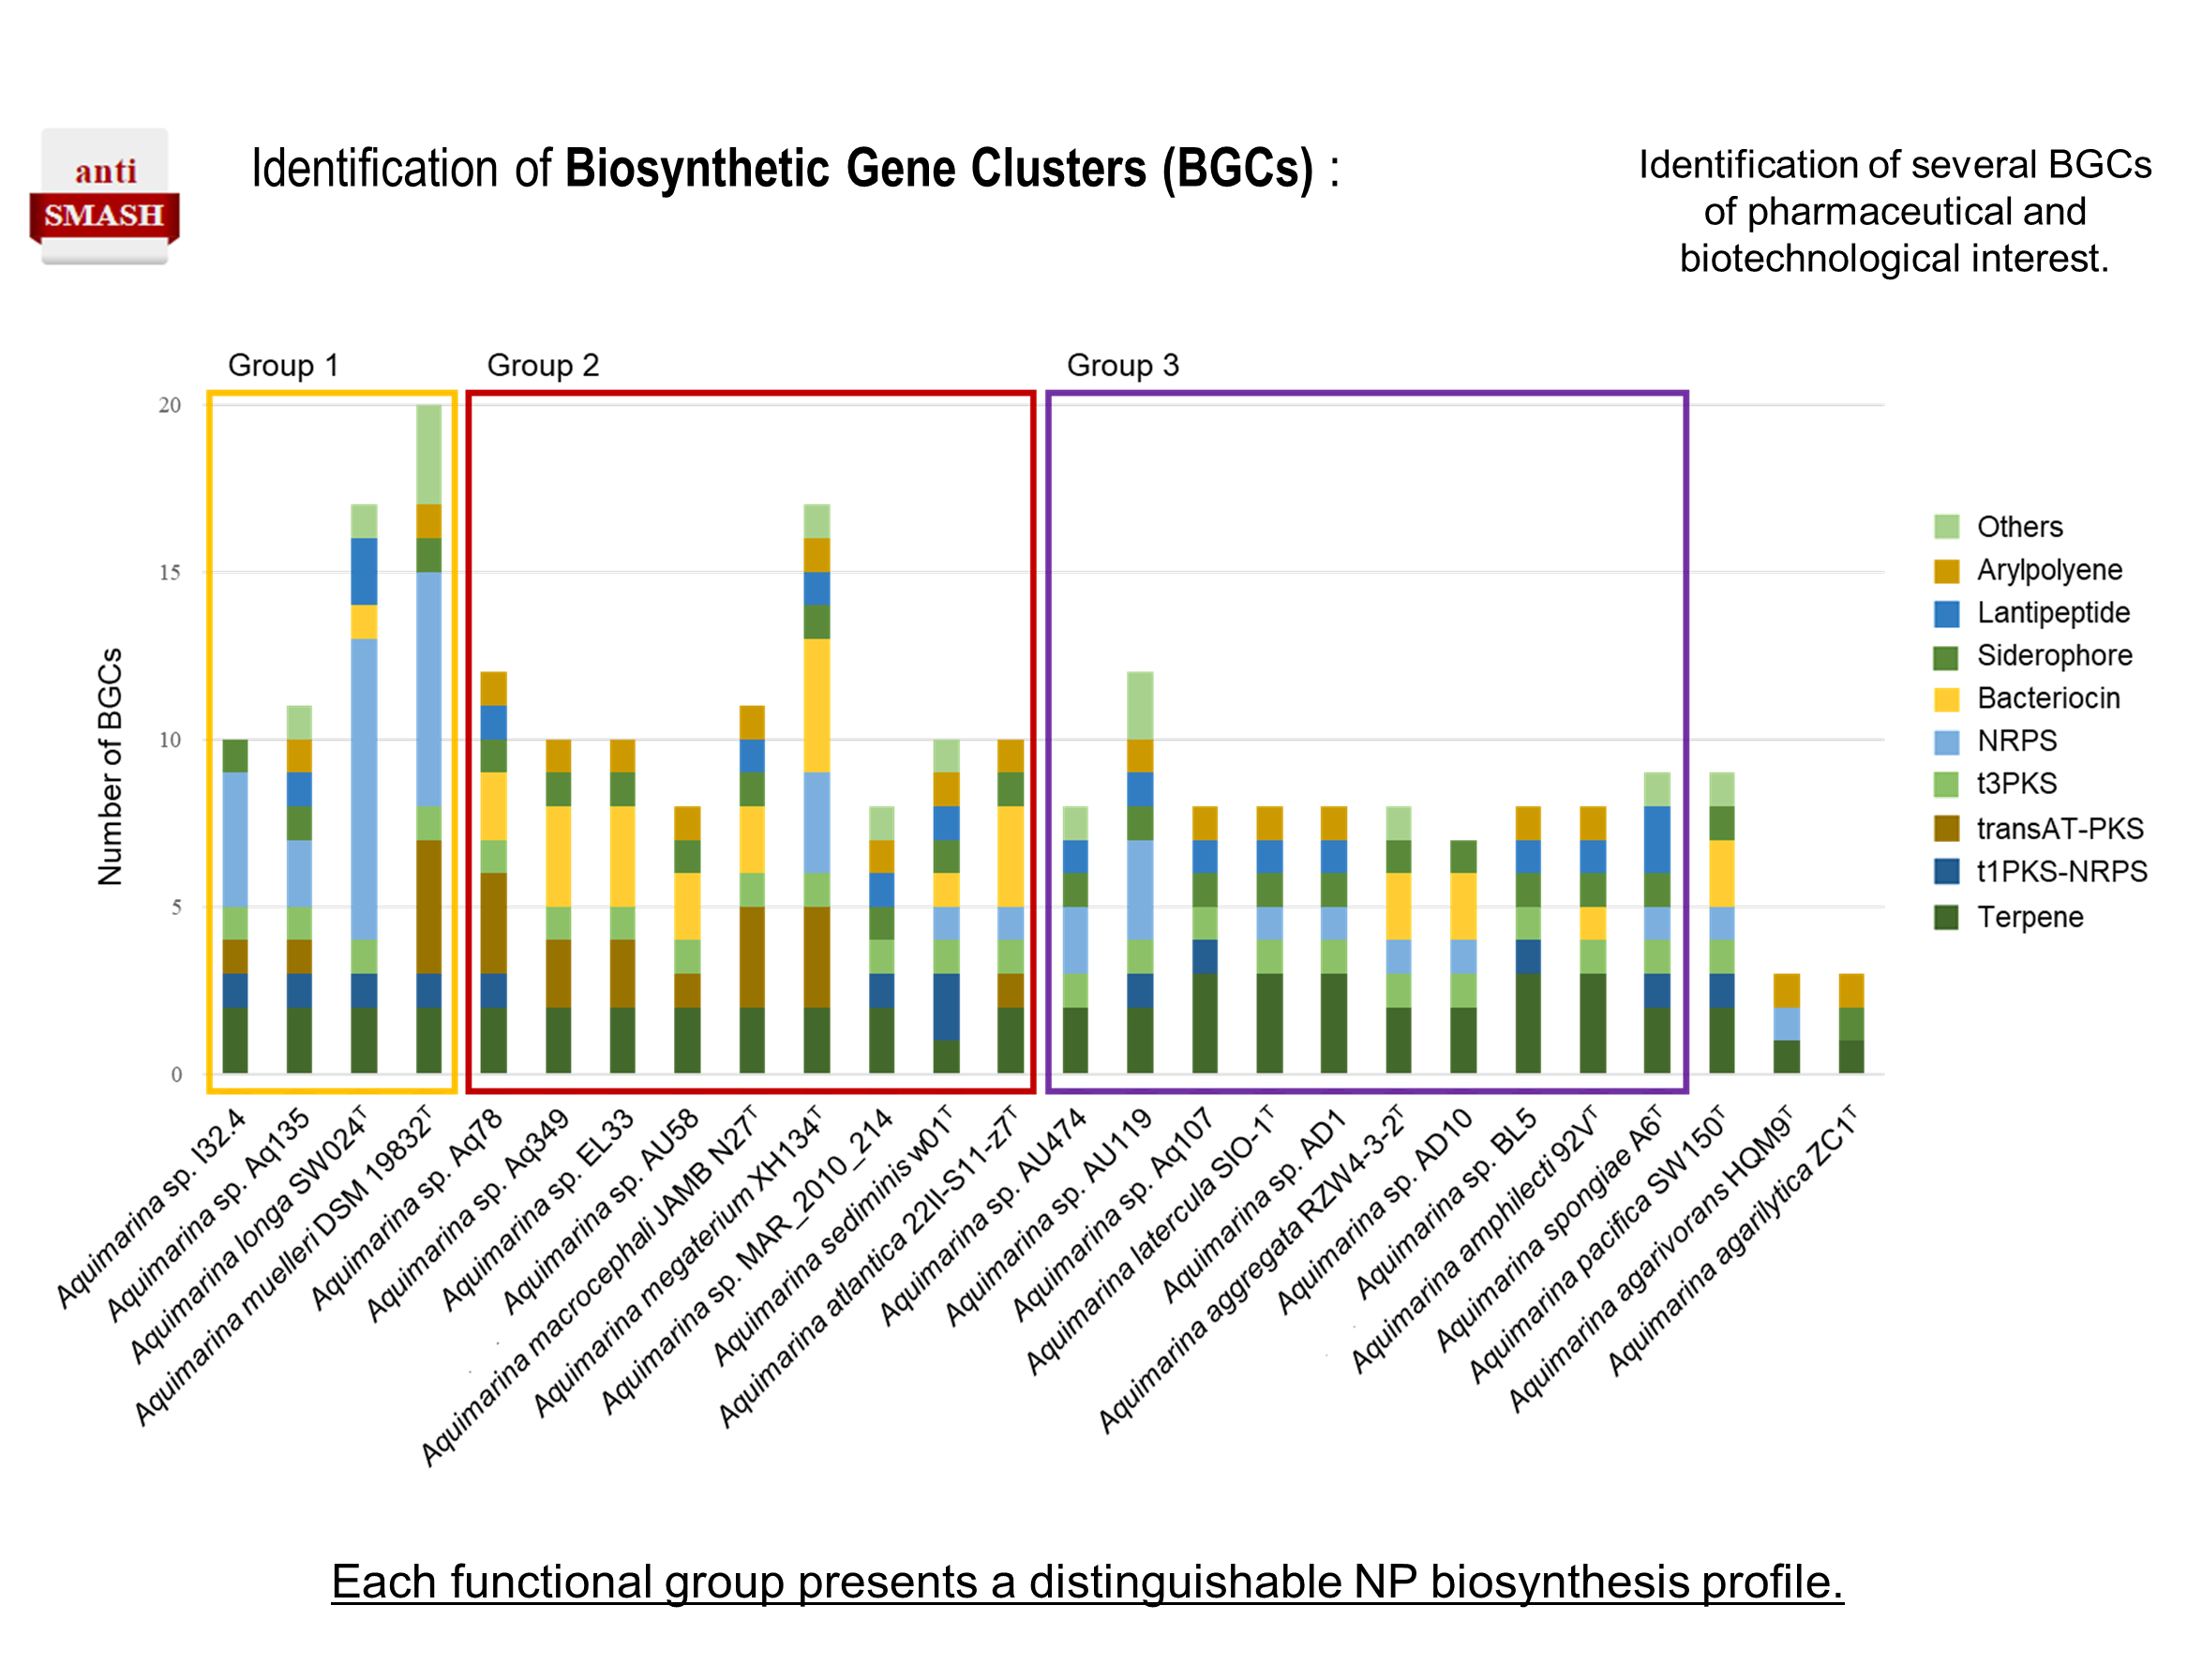 anti
SMASH
Identification of Biosynthetic Gene Clusters (BGCs) :
Identification of several BGCs
of pharmaceutical and
biotechnological interest.
Group 1
Group 2
Group 3
20
15
10
5
0
Number of BGCs
Others
Arylpolyene
Lantipeptide
Siderophore
Bacteriocin
NRPS
t3PKS
transAT-PKS
t1PKS-NRPS
Terpene
Aquimarina sp. I32.4
Aquimarina sp. Aq135
Aquimarina longa SW024ᵀ
Aquimarina muelleri DSM 19832ᵀ
Aquimarina sp. Aq78
Aquimarina sp. Aq349
Aquimarina sp. EL33
Aquimarina sp. AU58
Aquimarina macrocephali JAMB N27ᵀ
Aquimarina megaterium XH134ᵀ
Aquimarina sp. MAR_2010_214
Aquimarina sediminis w01ᵀ
Aquimarina atlantica 22II-S11-z7ᵀ
Aquimarina sp. AU474
Aquimarina sp. AU119
Aquimarina sp. Aq107
Aquimarina latercula SIO-1ᵀ
Aquimarina sp. AD1
Aquimarina aggregata RZW4-3-2ᵀ
Aquimarina sp. AD10
Aquimarina sp. BL5
Aquimarina amphilecti 92Vᵀ
Aquimarina spongiae A6ᵀ
Aquimarina pacifica SW150ᵀ
Aquimarina agarivorans HQM9ᵀ
Aquimarina agarilytica ZC1ᵀ
Each functional group presents a distinguishable NP biosynthesis profile.